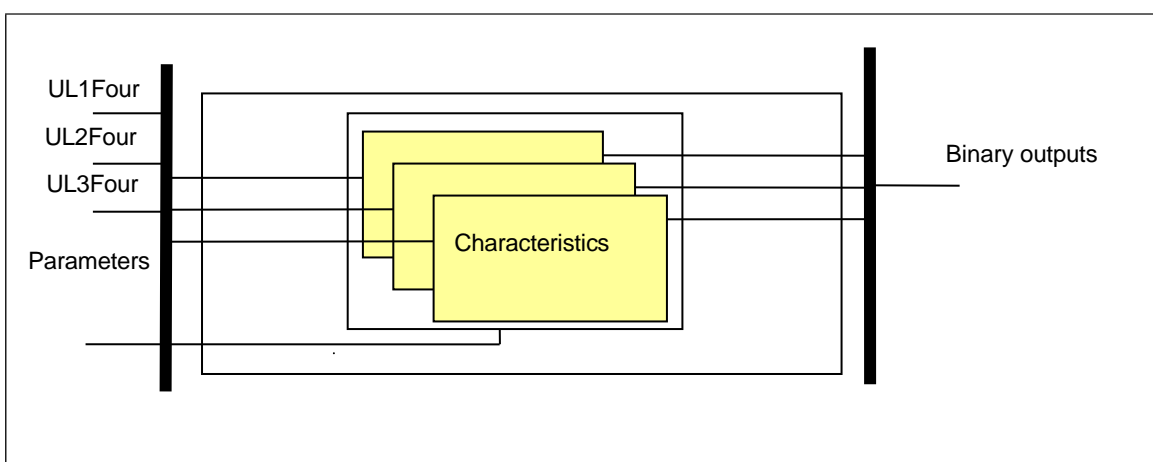 UL1Four
UL2Four
UL3Four
Parameters
Characteristics
Binary outputs